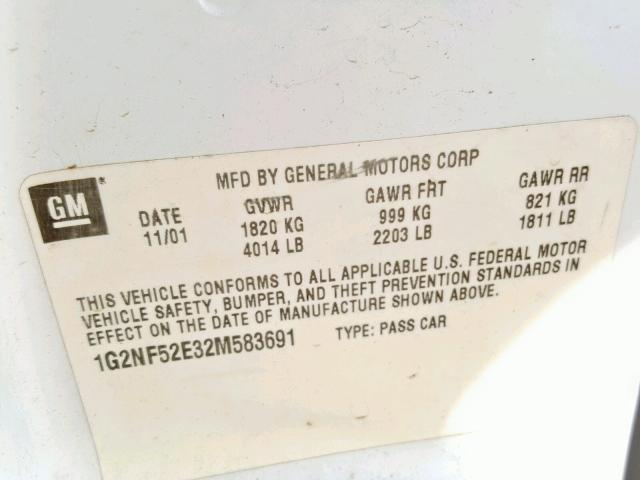 MFD BY GENERAL MOTORS CORP
GM
DATE GVWR GAWR FRT GAWR RR
11/01 1820 KG 999 KG 821 KG
4014 LB 2203 LB 1811 LB
THIS VEHICLE CONFORMS TO ALL APPLICABLE U.S. FEDERAL MOTOR
VEHICLE SAFETY, BUMPER, AND THEFT PREVENTION STANDARDS IN
EFFECT ON THE DATE OF MANUFACTURE SHOWN ABOVE.
1G2NF52E32M583691 TYPE: PASS CAR